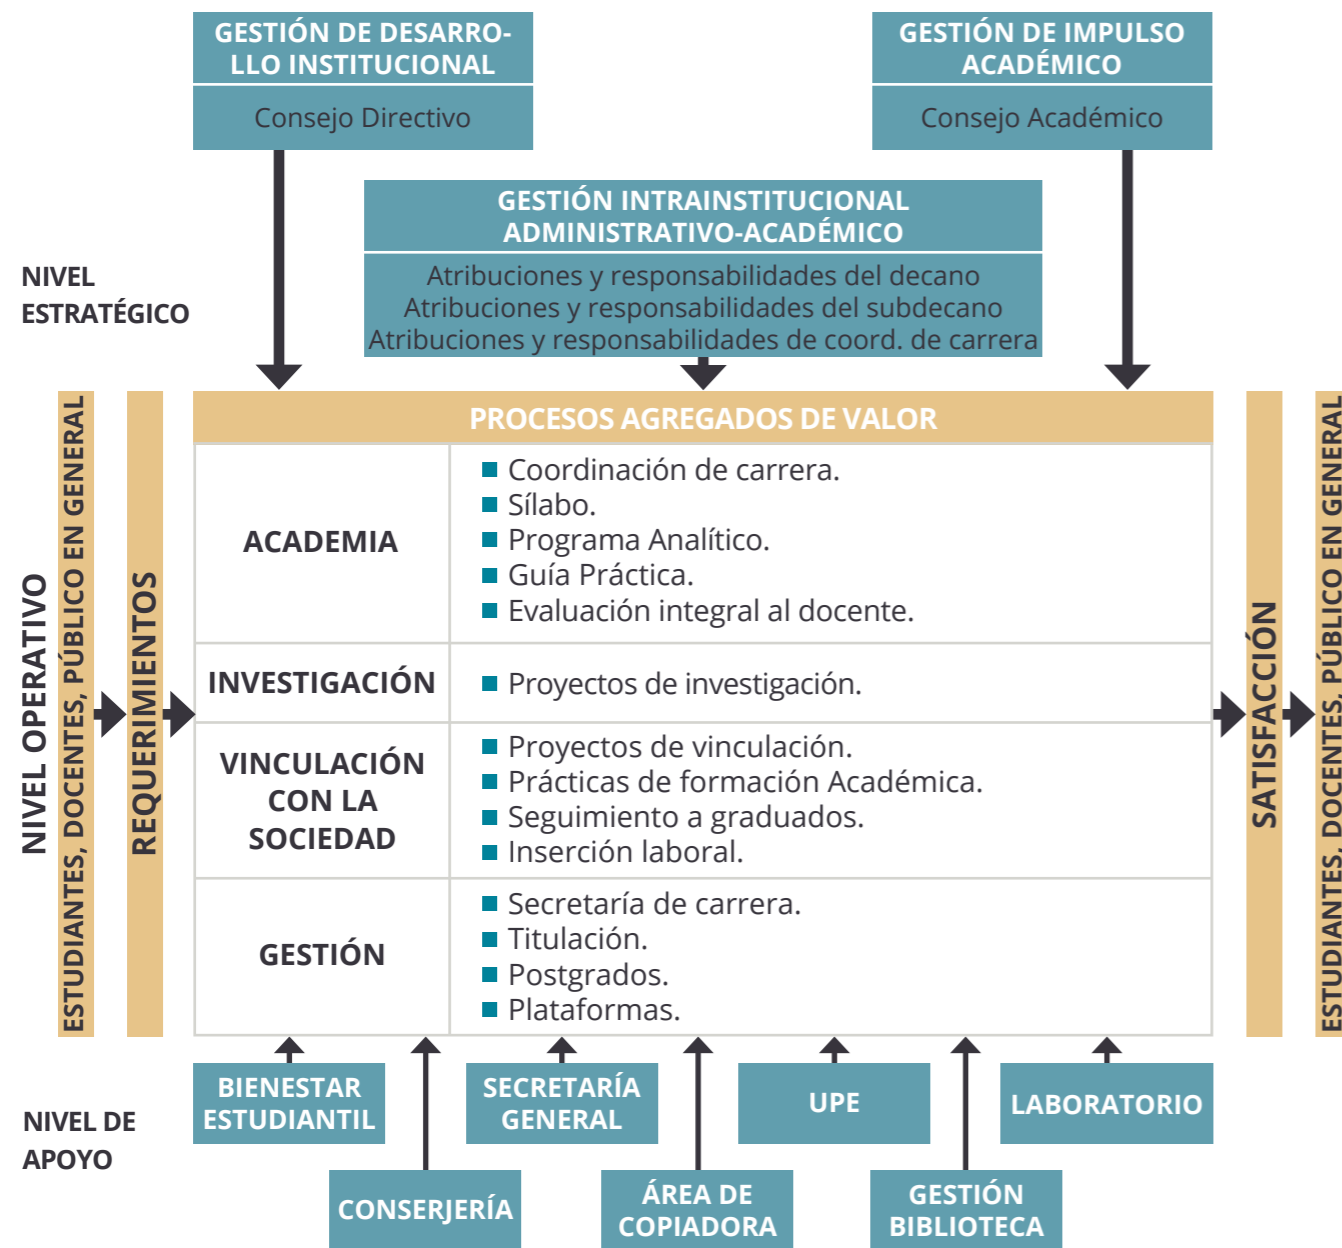 GESTIÓN DE DESARRO-
LLO INSTITUCIONAL
Consejo Directivo
GESTIÓN DE IMPULSO
ACADÉMICO
Consejo Académico
GESTIÓN INTRAINSTITUCIONAL
ADMINISTRATIVO-ACADÉMICO
Atribuciones y responsabilidades del decano
Atribuciones y responsabilidades del subdecano
Atribuciones y responsabilidades de coord. de carrera
NIVEL
ESTRATÉGICO
NIVEL OPERATIVO
ESTUDIANTES, DOCENTES, PÚBLICO EN GENERAL
REQUERIMIENTOS
PROCESOS AGREGADOS DE VALOR
ACADEMIA
Coordinación de carrera.
Sílabo.
Programa Analítico.
Guía Práctica.
Evaluación integral al docente.
INVESTIGACIÓN
Proyectos de investigación.
VINCULACIÓN
CON LA
SOCIEDAD
Proyectos de vinculación.
Prácticas de formación Académica.
Seguimiento a graduados.
Inserción laboral.
GESTIÓN
Secretaría de carrera.
Titulación.
Postgrados.
Plataformas.
SATISFACCIÓN
ESTUDIANTES, DOCENTES, PÚBLICO EN GENERAL
NIVEL DE
APOYO
BIENESTAR
ESTUDIANTIL
SECRETARÍA
GENERAL
UPE
LABORATORIO
CONSERJERÍA
ÁREA DE
COPIADORA
GESTIÓN
BIBLIOTECA